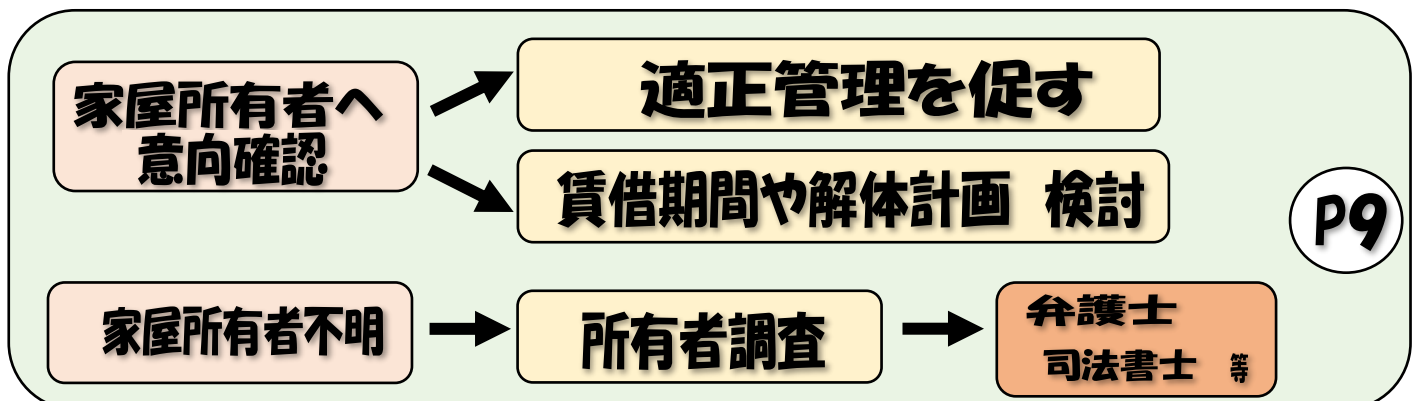 家屋所有者へ
意向確認
適正管理を促す
賃借期間や解体計画　検討
P9
家屋所有者不明
所有者調査
弁護士
司法書士　等